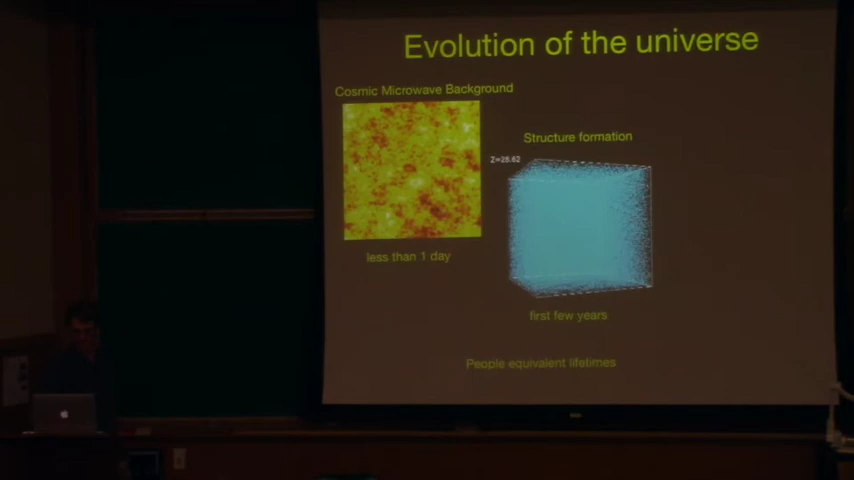 Evolution of the universe
Cosmic Microwave Background
Structure formation
Z=28.62
less than 1 day
first few years
People equivalent lifetimes